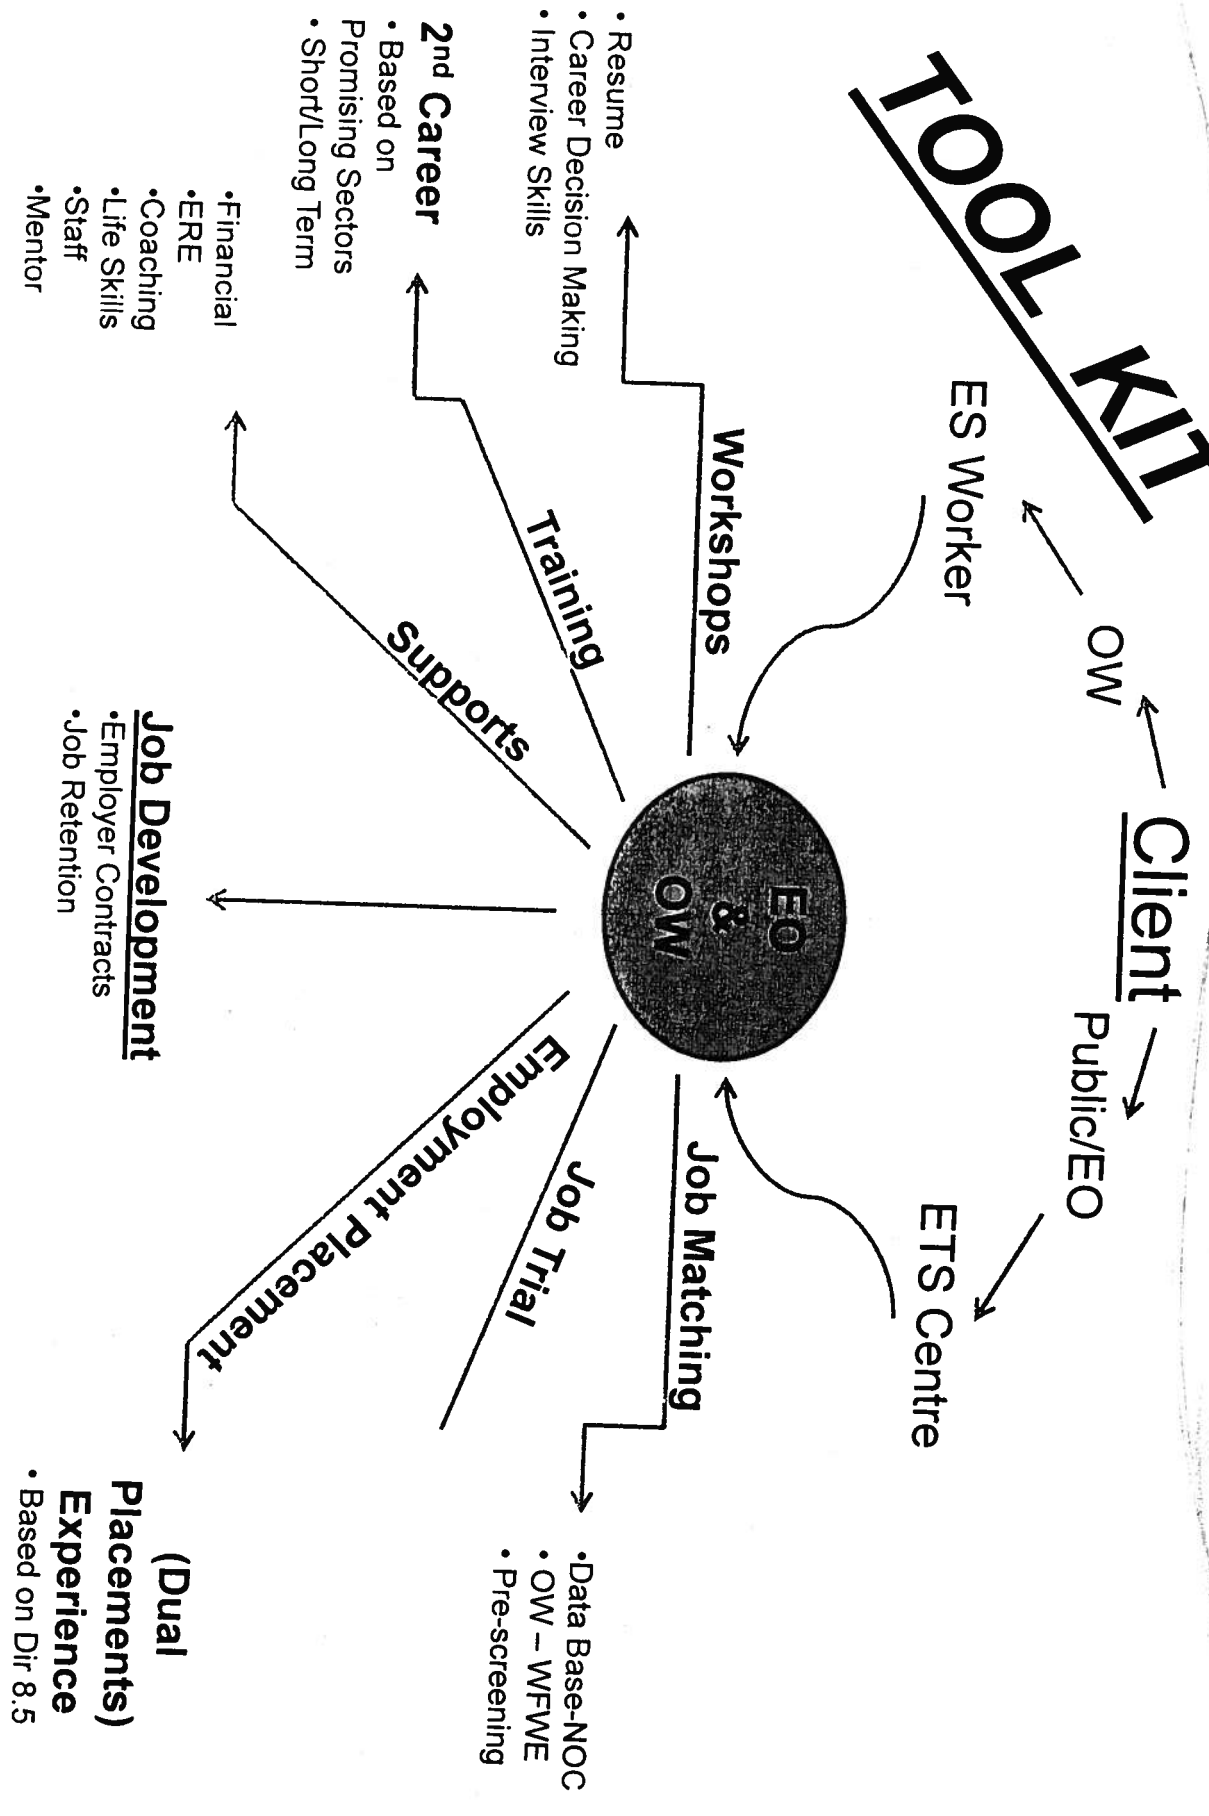 TOOL KIT
Client
OW
Public/EO
ES Worker
ETS Centre
EO
&
OW
Workshops
• Resume
• Career Decision Making
• Interview Skills
Training
2nd Career
• Based on
Promising Sectors
• Short/Long Term
Supports
•Financial
•ERE
•Coaching
•Life Skills
•Staff
•Mentor
Job Development
•Employer Contracts
•Job Retention
Employment Placement
(Dual
Placements)
Experience
• Based on Dir 8.5
Job Trial
Job Matching
•Data Base-NOC
• OW – WFWE
• Pre-screening